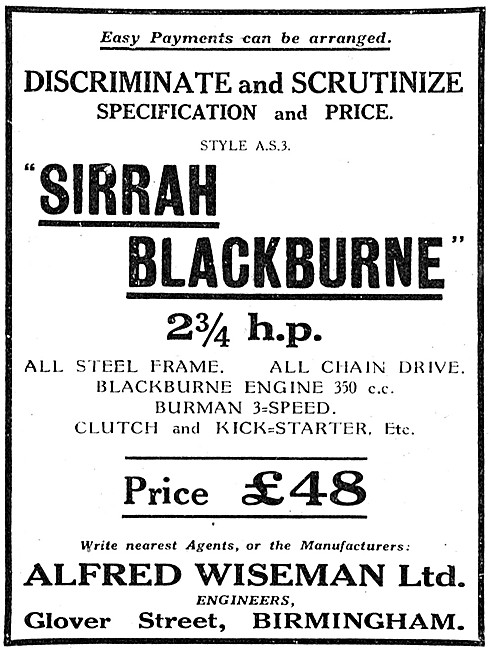 Easy Payments can be arranged.
DISCRIMINATE and SCRUTINIZE
SPECIFICATION and PRICE.
STYLE A.S.3.
"SIRRAH
BLACKBURNE"
2¾ h.p.
ALL STEEL FRAME. ALL CHAIN DRIVE.
BLACKBURNE ENGINE 350 c.c.
BURMAN 3=SPEED.
CLUTCH and KICK=STARTER, Etc.
Price £48
Write nearest Agents, or the Manufacturers:
ALFRED WISEMAN Ltd.
ENGINEERS,
Glover Street, BIRMINGHAM.